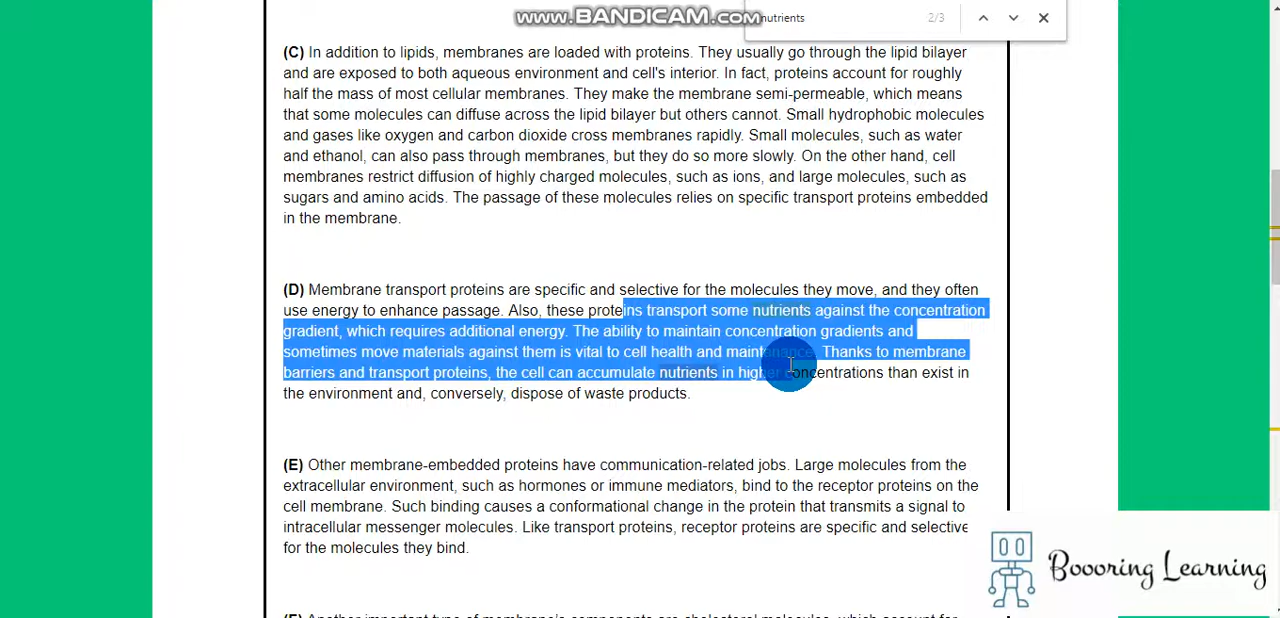 www.BANDICAM.com
nutrients
2/3
(C) In addition to lipids, membranes are loaded with proteins. They usually go through the lipid bilayer
and are exposed to both aqueous environment and cell's interior. In fact, proteins account for roughly
half the mass of most cellular membranes. They make the membrane semi-permeable, which means
that some molecules can diffuse across the lipid bilayer but others cannot. Small hydrophobic molecules
and gases like oxygen and carbon dioxide cross membranes rapidly. Small molecules, such as water
and ethanol, can also pass through membranes, but they do so more slowly. On the other hand, cell
membranes restrict diffusion of highly charged molecules, such as ions, and large molecules, such as
sugars and amino acids. The passage of these molecules relies on specific transport proteins embedded
in the membrane.
(D) Membrane transport proteins are specific and selective for the molecules they move, and they often
use energy to enhance passage. Also, these proteins transport some nutrients against the concentration
gradient, which requires additional energy. The ability to maintain concentration gradients and
sometimes move materials against them is vital to cell health and maintenance. Thanks to membrane
barriers and transport proteins, the cell can accumulate nutrients in higher concentrations than exist in
the environment and, conversely, dispose of waste products.
(E) Other membrane-embedded proteins have communication-related jobs. Large molecules from the
extracellular environment, such as hormones or immune mediators, bind to the receptor proteins on the
cell membrane. Such binding causes a conformational change in the protein that transmits a signal to
intracellular messenger molecules. Like transport proteins, receptor proteins are specific and selective
for the molecules they bind.
Boooring Learning
(F) Another important type of membrane's components are cholesterol molecules, which account for